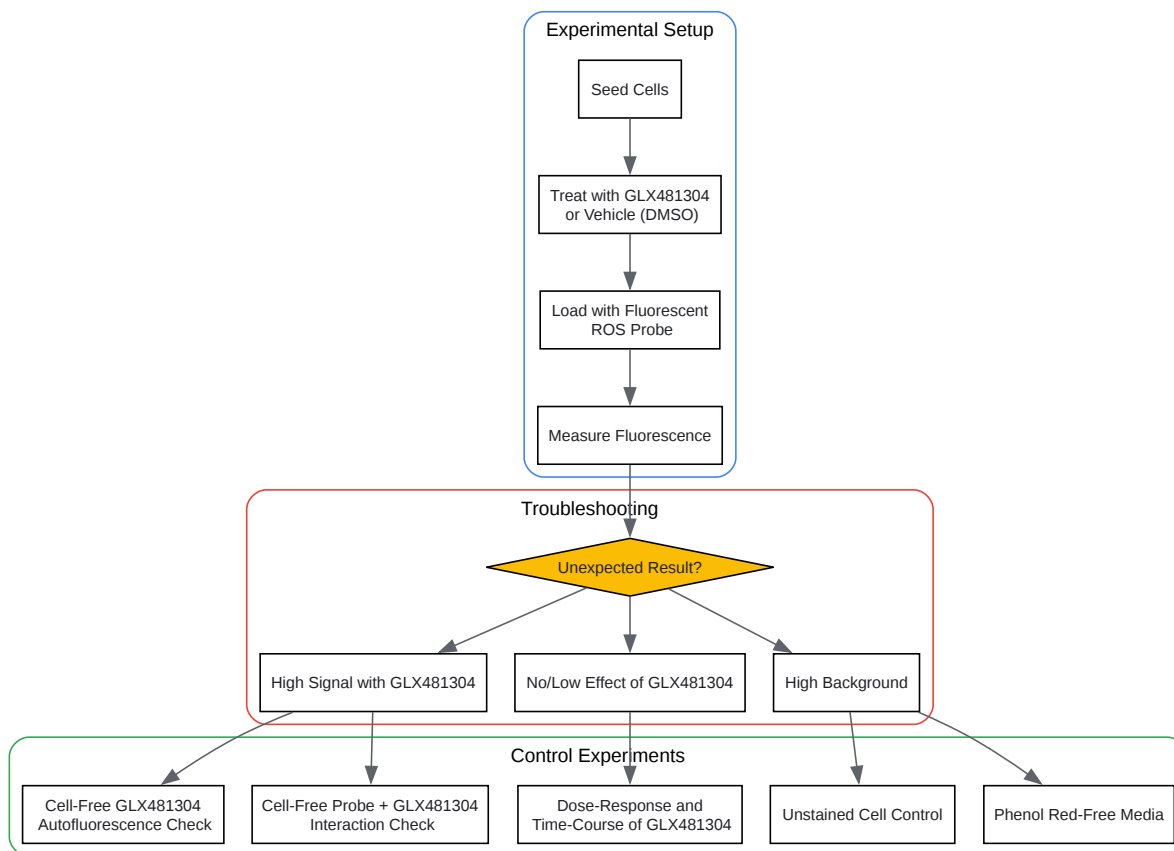 Experimental Setup
Seed Cells
Treat with GLX481304
or Vehicle (DMSO)
Load with Fluorescent
ROS Probe
Measure Fluorescence
Troubleshooting
Unexpected Result?
High Signal with GLX481304
No/Low Effect of GLX481304
High Background
Control Experiments
Cell-Free GLX481304
Autofluorescence Check
Cell-Free Probe + GLX481304
Interaction Check
Dose-Response and
Time-Course of GLX481304
Unstained Cell Control
Phenol Red-Free Media